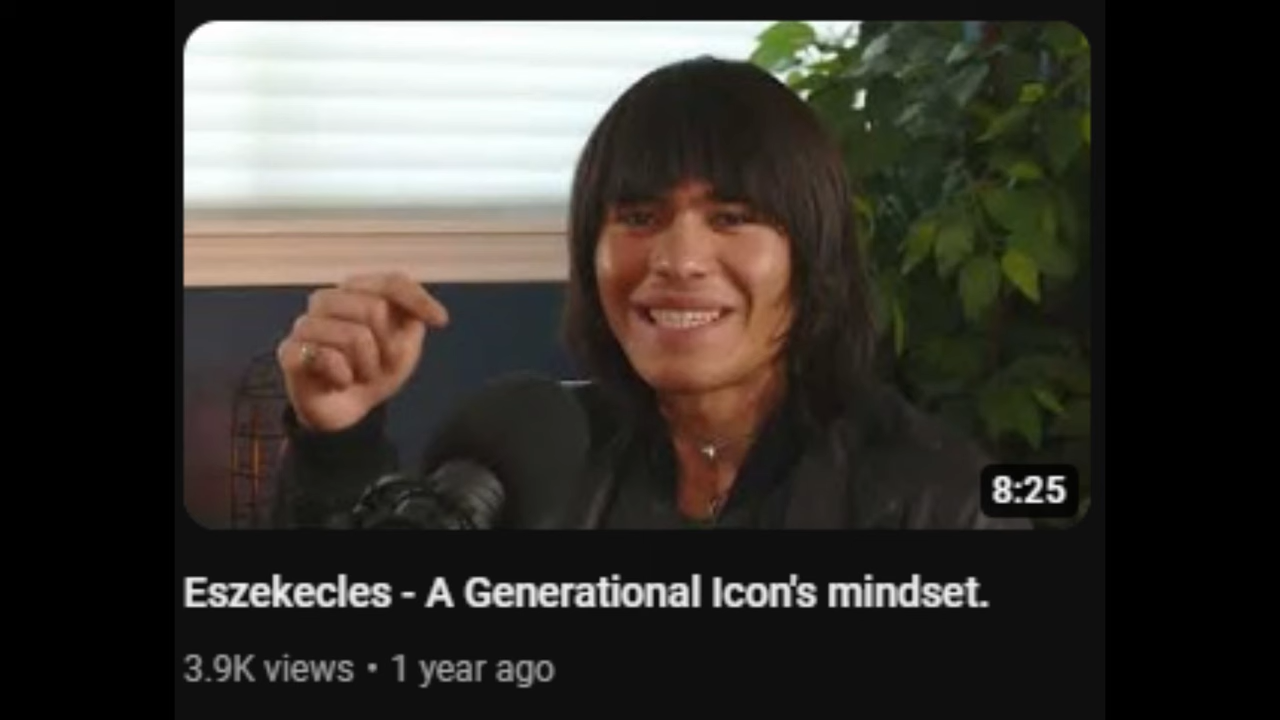 8:25
Eszekecles - A Generational Icon's mindset.
3.9K views • 1 year ago